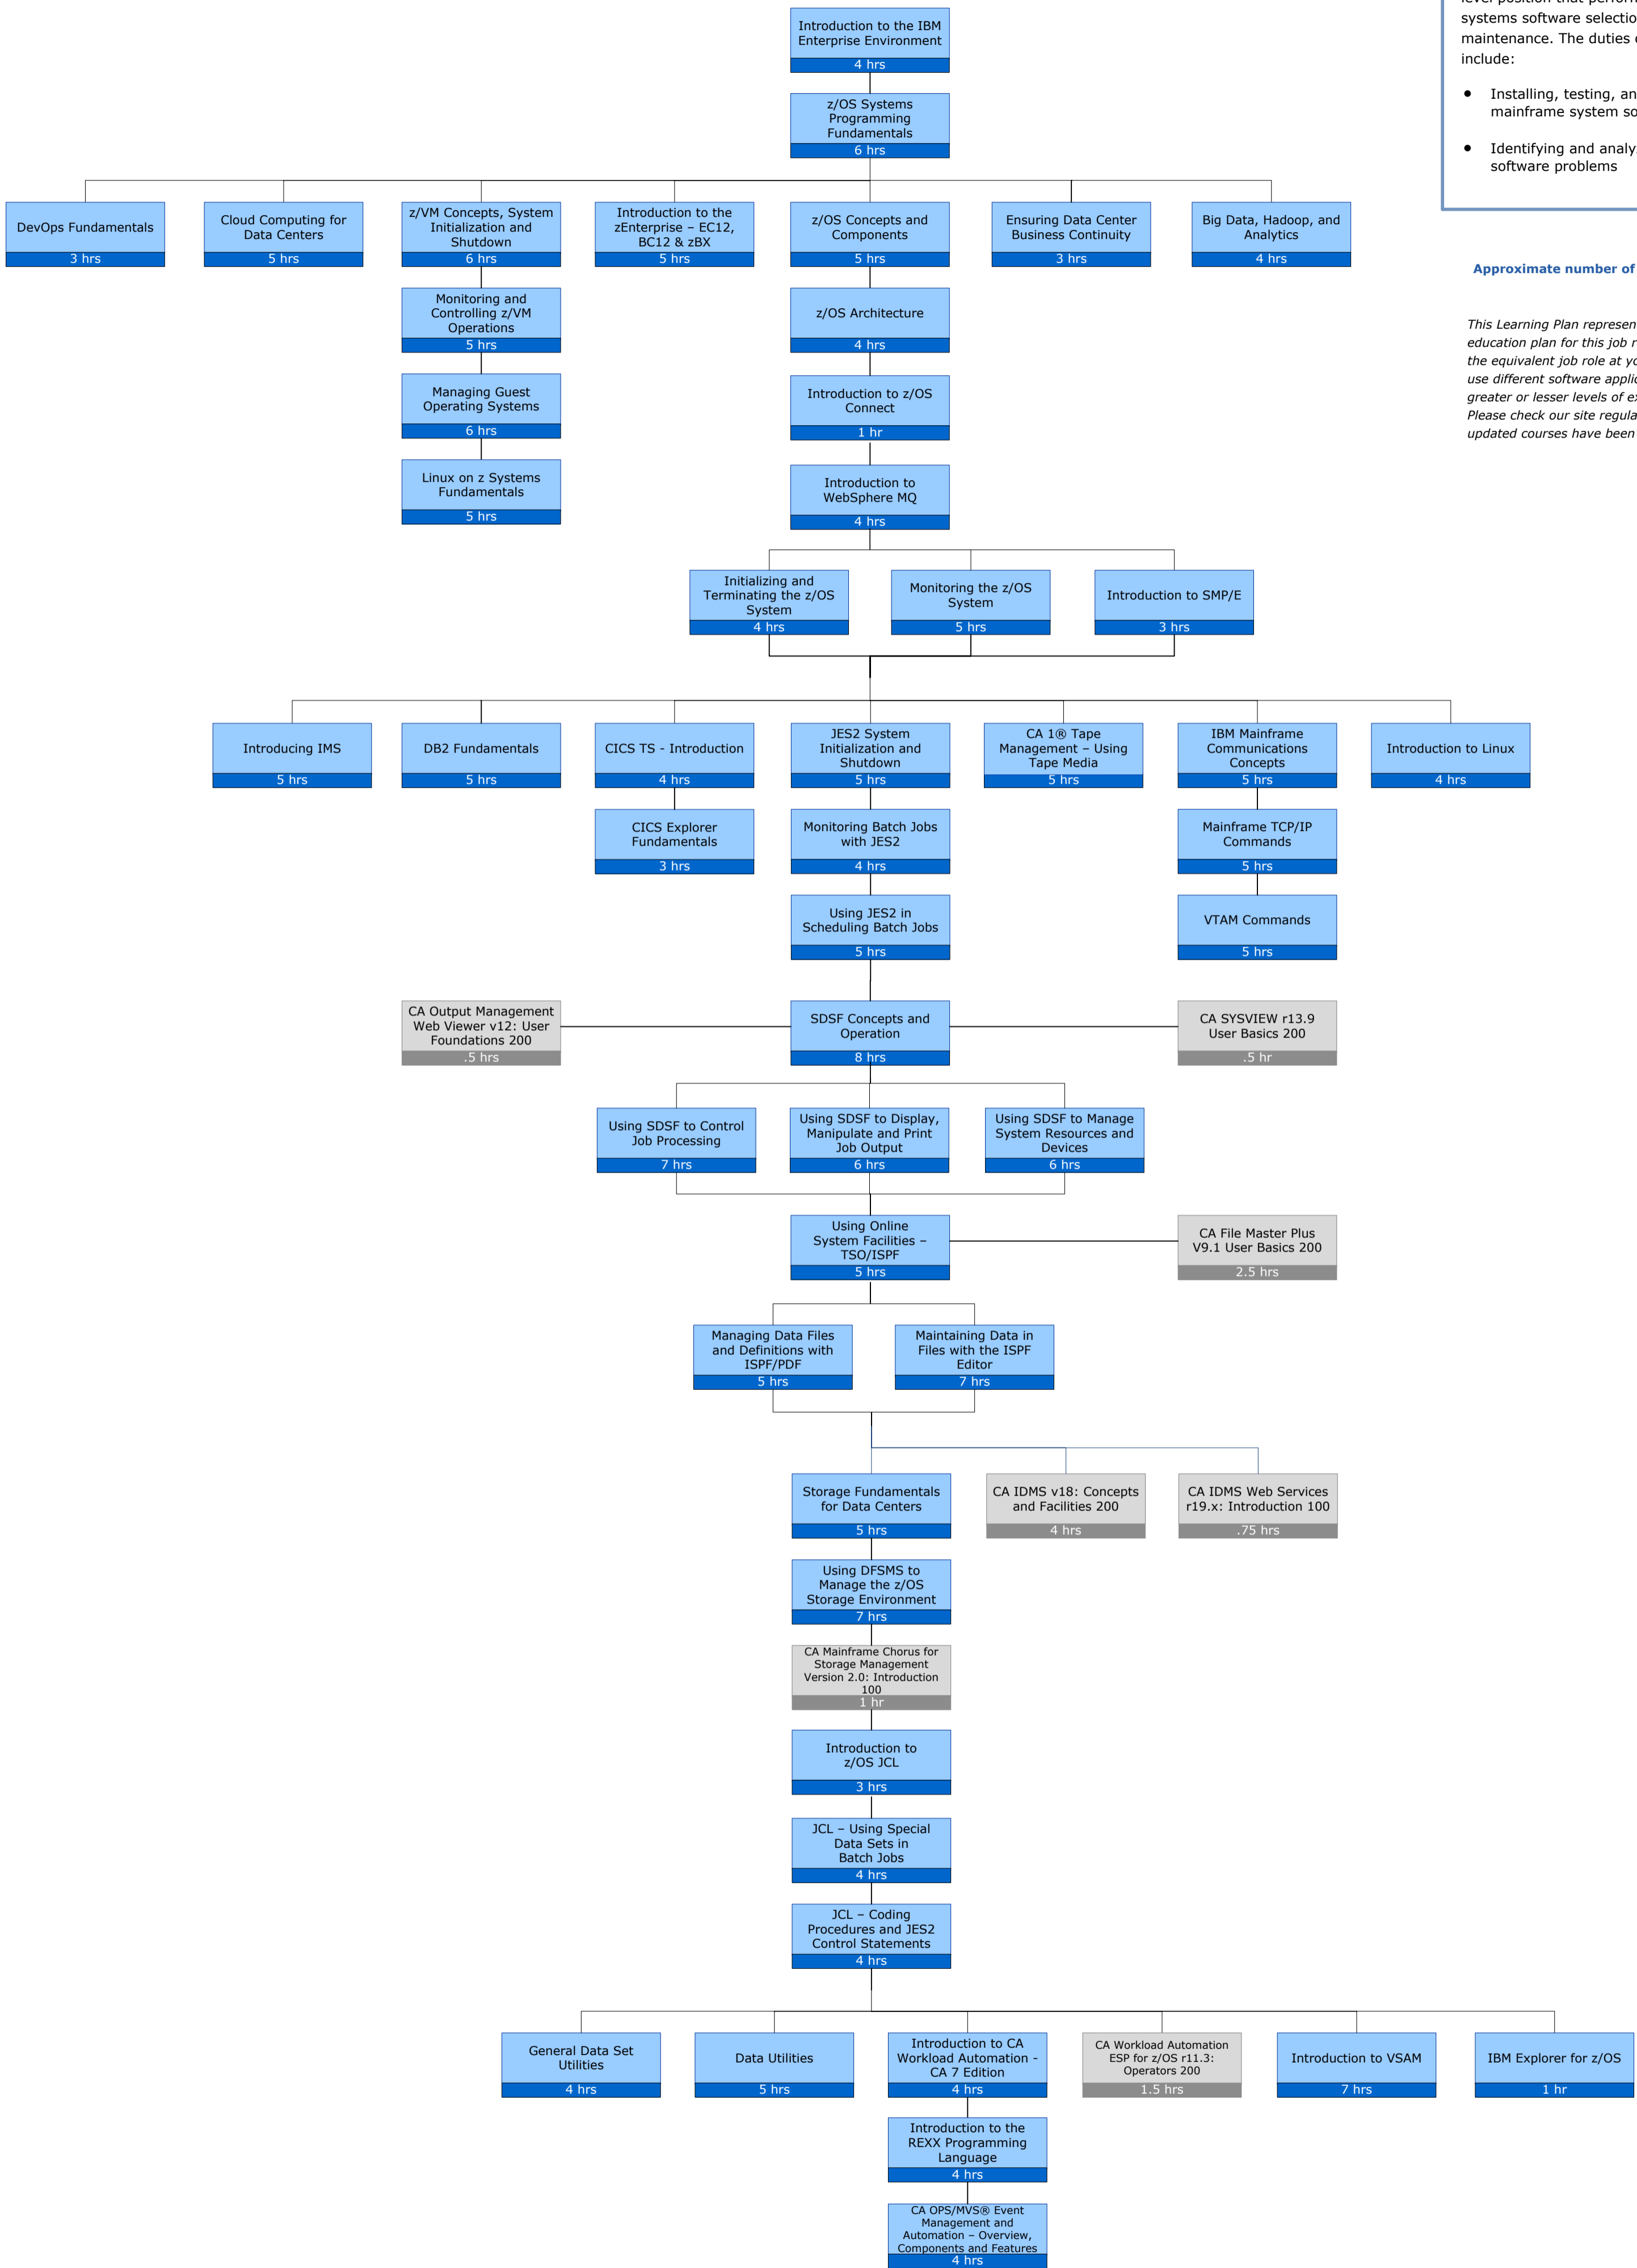 Introduction to the IBM
Enterprise Environment
4 hrs
z/OS Systems
Programming
Fundamentals
6 hrs
systems software selectio
maintenance. The duties
include:
• Installing, testing, an
mainframe system so
• Identifying and analy
software problems
DevOps Fundamentals
3 hrs
Cloud Computing for
Data Centers
5 hrs
z/VM Concepts, System
Initialization and
Shutdown
6 hrs
Introduction to the
zEnterprise – EC12,
BC12 & zBX
5 hrs
z/OS Concepts and
Components
5 hrs
Ensuring Data Center
Business Continuity
3 hrs
Big Data, Hadoop, and
Analytics
4 hrs
Approximate number of
This Learning Plan represen
education plan for this job r
the equivalent job role at yo
use different software applic
greater or lesser levels of ex
Please check our site regula
updated courses have been
Monitoring and
Controlling z/VM
Operations
5 hrs
z/OS Architecture
4 hrs
Managing Guest
Operating Systems
6 hrs
Introduction to z/OS
Connect
1 hr
Linux on z Systems
Fundamentals
5 hrs
Introduction to
WebSphere MQ
4 hrs
Initializing and
Terminating the z/OS
System
4 hrs
Monitoring the z/OS
System
5 hrs
Introduction to SMP/E
3 hrs
Introducing IMS
5 hrs
DB2 Fundamentals
5 hrs
CICS TS - Introduction
4 hrs
JES2 System
Initialization and
Shutdown
5 hrs
CA 1® Tape
Management – Using
Tape Media
5 hrs
IBM Mainframe
Communications
Concepts
5 hrs
Introduction to Linux
4 hrs
CICS Explorer
Fundamentals
3 hrs
Monitoring Batch Jobs
with JES2
4 hrs
Mainframe TCP/IP
Commands
5 hrs
Using JES2 in
Scheduling Batch Jobs
5 hrs
VTAM Commands
5 hrs
CA Output Management
Web Viewer v12: User
Foundations 200
.5 hrs
SDSF Concepts and
Operation
8 hrs
CA SYSVIEW r13.9
User Basics 200
.5 hr
Using SDSF to Control
Job Processing
7 hrs
Using SDSF to Display,
Manipulate and Print
Job Output
6 hrs
Using SDSF to Manage
System Resources and
Devices
6 hrs
Using Online
System Facilities –
TSO/ISPF
5 hrs
CA File Master Plus
V9.1 User Basics 200
2.5 hrs
Managing Data Files
and Definitions with
ISPF/PDF
5 hrs
Maintaining Data in
Files with the ISPF
Editor
7 hrs
Storage Fundamentals
for Data Centers
5 hrs
CA IDMS v18: Concepts
and Facilities 200
4 hrs
CA IDMS Web Services
r19.x: Introduction 100
.75 hrs
Using DFSMS to
Manage the z/OS
Storage Environment
7 hrs
CA Mainframe Chorus for
Storage Management
Version 2.0: Introduction
100
1 hr
Introduction to
z/OS JCL
3 hrs
JCL – Using Special
Data Sets in
Batch Jobs
4 hrs
JCL – Coding
Procedures and JES2
Control Statements
4 hrs
General Data Set
Utilities
4 hrs
Data Utilities
5 hrs
Introduction to CA
Workload Automation -
CA 7 Edition
4 hrs
CA Workload Automation
ESP for z/OS r11.3:
Operators 200
1.5 hrs
Introduction to VSAM
7 hrs
IBM Explorer for z/OS
1 hr
Introduction to the
REXX Programming
Language
4 hrs
CA OPS/MVS® Event
Management and
Automation – Overview,
Components and Features
4 hrs